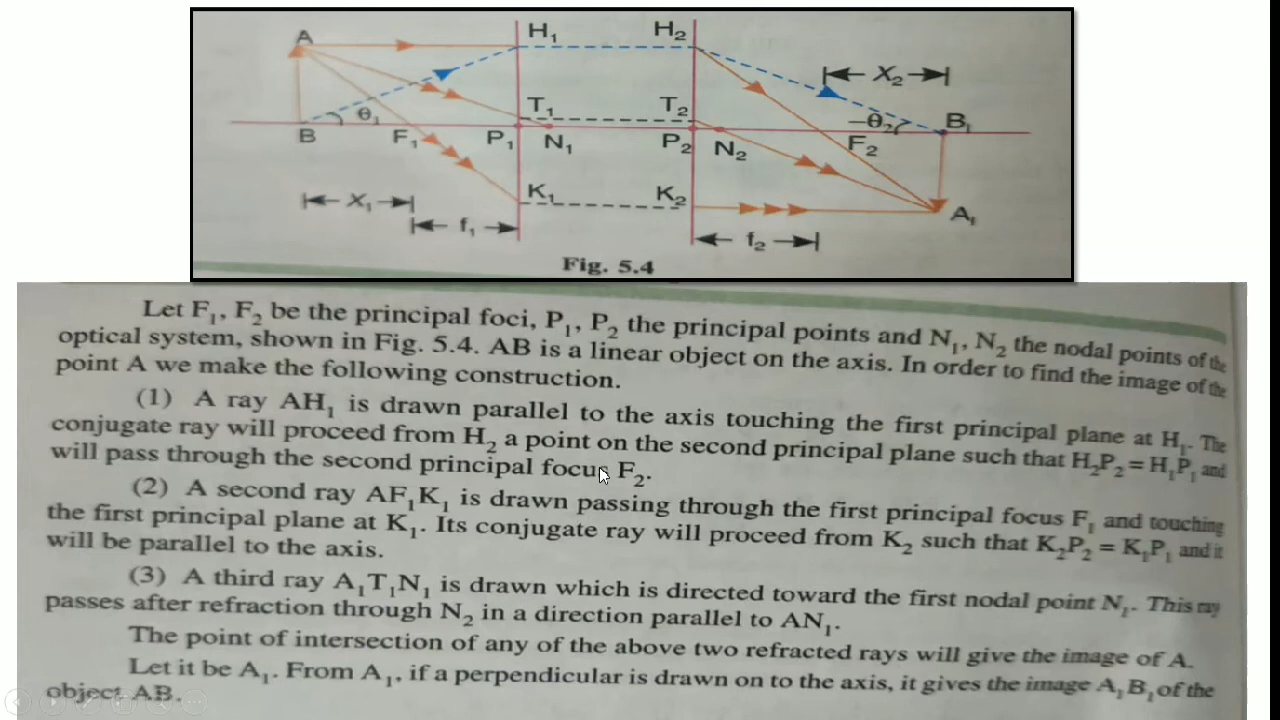 A
H₁
H₂
X₂
θ₁
T₁
T₂
-θ₂
B₁
B
F₁
P₁
N₁
P₂
N₂
F₂
K₁
K₂
X₁
f₁
f₂
A₁
Fig. 5.4
Let F₁, F₂ be the principal foci, P₁, P₂ the principal points and N₁, N₂ the nodal points of the
optical system, shown in Fig. 5.4. AB is a linear object on the axis. In order to find the image of the
point A we make the following construction.
(1) A ray AH₁ is drawn parallel to the axis touching the first principal plane at H₁. The
conjugate ray will proceed from H₂ a point on the second principal plane such that H₂P₂ = H₁P₁ and
will pass through the second principal focus F₂.
(2) A second ray AF₁K₁ is drawn passing through the first principal focus F₁ and touching
the first principal plane at K₁. Its conjugate ray will proceed from K₂ such that K₂P₂ = K₁P₁ and it
will be parallel to the axis.
(3) A third ray A₁T₁N₁ is drawn which is directed toward the first nodal point N₁. This ray
passes after refraction through N₂ in a direction parallel to AN₁.
The point of intersection of any of the above two refracted rays will give the image of A.
Let it be A₁. From A₁, if a perpendicular is drawn on to the axis, it gives the image A₁B₁ of the
object AB.